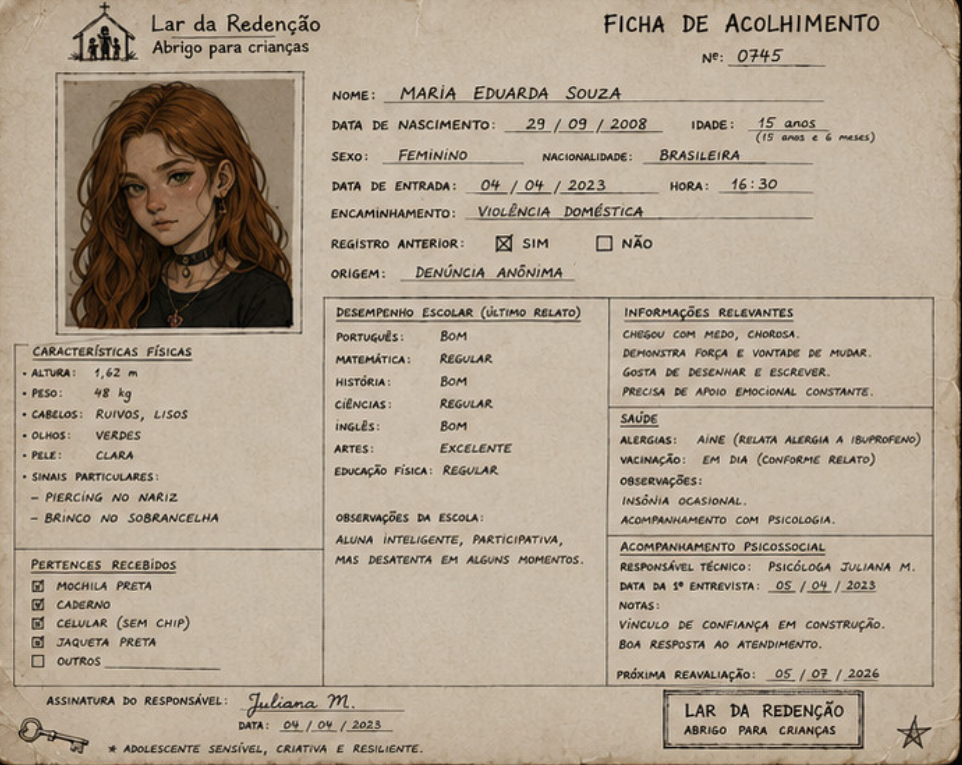 Lar da Redenção
Abrigo para crianças
FICHA DE ACOLHIMENTO
Nº: 0745
NOME: MARIA EDUARDA SOUZA
DATA DE NASCIMENTO: 29 / 09 / 2008 IDADE: 15 anos
(15 anos e 6 meses)
SEXO: FEMININO NACIONALIDADE: BRASILEIRA
DATA DE ENTRADA: 04 / 04 / 2023 HORA: 16:30
ENCAMINHAMENTO: VIOLÊNCIA DOMÉSTICA
REGISTRO ANTERIOR: SIM NÃO
ORIGEM: DENÚNCIA ANÔNIMA
CARACTERÍSTICAS FÍSICAS
• ALTURA: 1,62 m
• PESO: 48 kg
• CABELOS: RUIVOS, LISOS
• OLHOS: VERDES
• PELE: CLARA
• SINAIS PARTICULARES:
– PIERCING NO NARIZ
– BRINCO NO SOBRANCELHA
PERTENCES RECEBIDOS
MOCHILA PRETA
CADERNO
CELULAR (SEM CHIP)
JAQUETA PRETA
OUTROS
DESEMPENHO ESCOLAR (ÚLTIMO RELATO)
PORTUGUÊS: BOM
MATEMÁTICA: REGULAR
HISTÓRIA: BOM
CIÊNCIAS: REGULAR
INGLÊS: BOM
ARTES: EXCELENTE
EDUCAÇÃO FÍSICA: REGULAR
OBSERVAÇÕES DA ESCOLA:
ALUNA INTELIGENTE, PARTICIPATIVA,
MAS DESATENTA EM ALGUNS MOMENTOS.
INFORMAÇÕES RELEVANTES
CHEGOU COM MEDO, CHOROSA.
DEMONSTRA FORÇA E VONTADE DE MUDAR.
GOSTA DE DESENHAR E ESCREVER.
PRECISA DE APOIO EMOCIONAL CONSTANTE.
SAÚDE
ALERGIAS: AINE (RELATA ALERGIA A IBUPROFENO)
VACINAÇÃO: EM DIA (CONFORME RELATO)
OBSERVAÇÕES:
INSÔNIA OCASIONAL.
ACOMPANHAMENTO COM PSICOLOGIA.
ACOMPANHAMENTO PSICOSSOCIAL
RESPONSÁVEL TÉCNICO: PSICÓLOGA JULIANA M.
DATA DA 1ª ENTREVISTA: 05 / 04 / 2023
NOTAS:
VÍNCULO DE CONFIANÇA EM CONSTRUÇÃO.
BOA RESPOSTA AO ATENDIMENTO.
PRÓXIMA REAVALIAÇÃO: 05 / 07 / 2026
ASSINATURA DO RESPONSÁVEL: Juliana M.
DATA: 04 / 04 / 2023
* ADOLESCENTE SENSÍVEL, CRIATIVA E RESILIENTE.
LAR DA REDENÇÃO
ABRIGO PARA CRIANÇAS